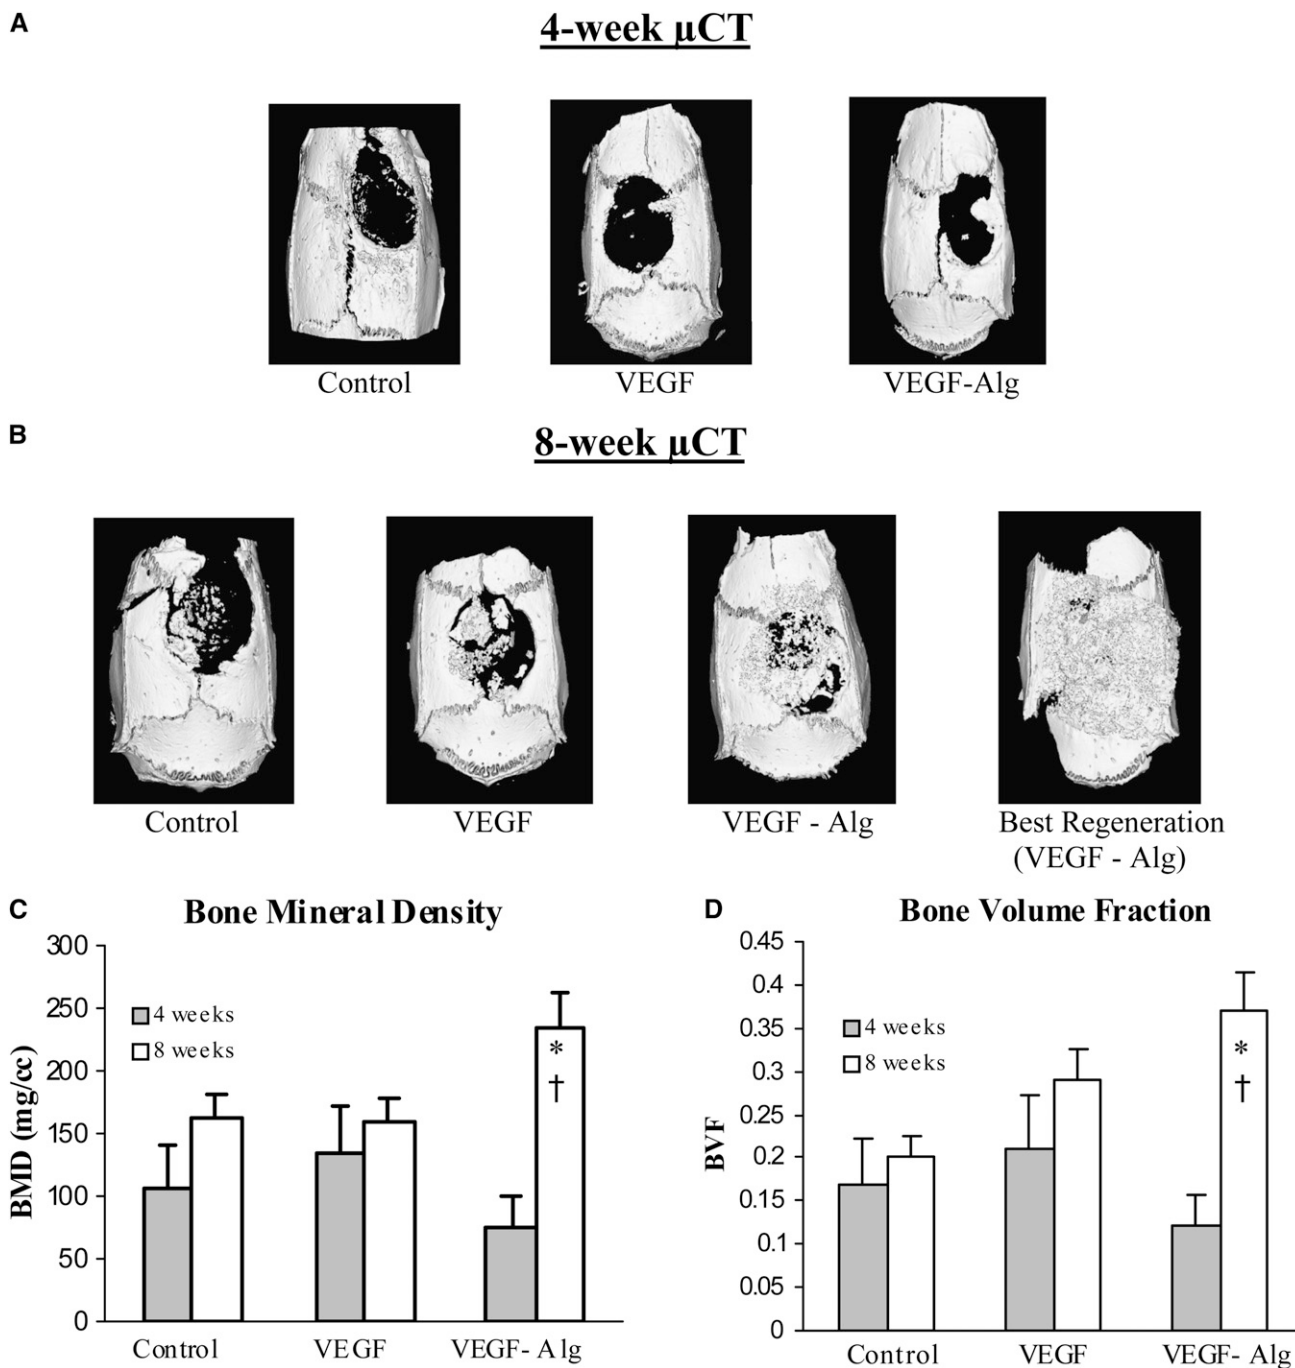 A
4-week µCT
Control
VEGF
VEGF-Alg
B
8-week µCT
Control
VEGF
VEGF - Alg
Best Regeneration
(VEGF - Alg)
C
Bone Mineral Density
300
250
200
150
100
50
0
BMD (mg/cc)
4 weeks
8 weeks
*
†
Control
VEGF
VEGF- Alg
D
Bone Volume Fraction
0.45
0.4
0.35
0.3
0.25
0.2
0.15
0.1
0.05
0
BVF
4 weeks
8 weeks
*
†
Control
VEGF
VEGF- Alg